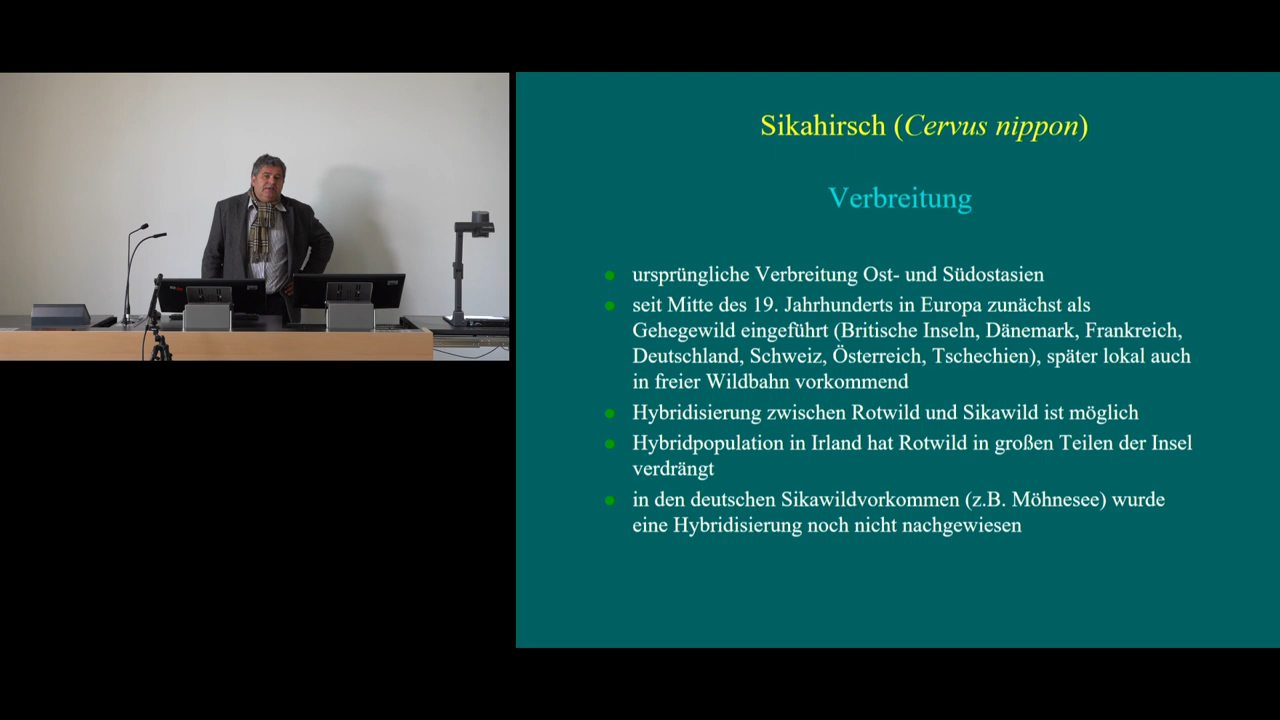 Sikahirsch (Cervus nippon)
Verbreitung
ursprüngliche Verbreitung Ost- und Südostasien
seit Mitte des 19. Jahrhunderts in Europa zunächst als
Gehegewild eingeführt (Britische Inseln, Dänemark, Frankreich,
Deutschland, Schweiz, Österreich, Tschechien), später lokal auch
in freier Wildbahn vorkommend
Hybridisierung zwischen Rotwild und Sikawild ist möglich
Hybridpopulation in Irland hat Rotwild in großen Teilen der Insel
verdrängt
in den deutschen Sikawildvorkommen (z.B. Möhnesee) wurde
eine Hybridisierung noch nicht nachgewiesen